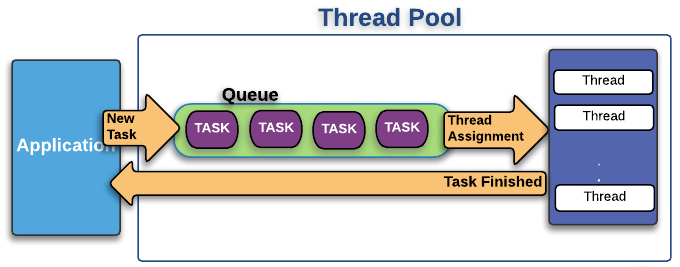 Thread Pool
Application
New
Task
Queue
TASK
TASK
TASK
TASK
Thread
Assignment
Thread
Thread
.
.
Thread
Task Finished